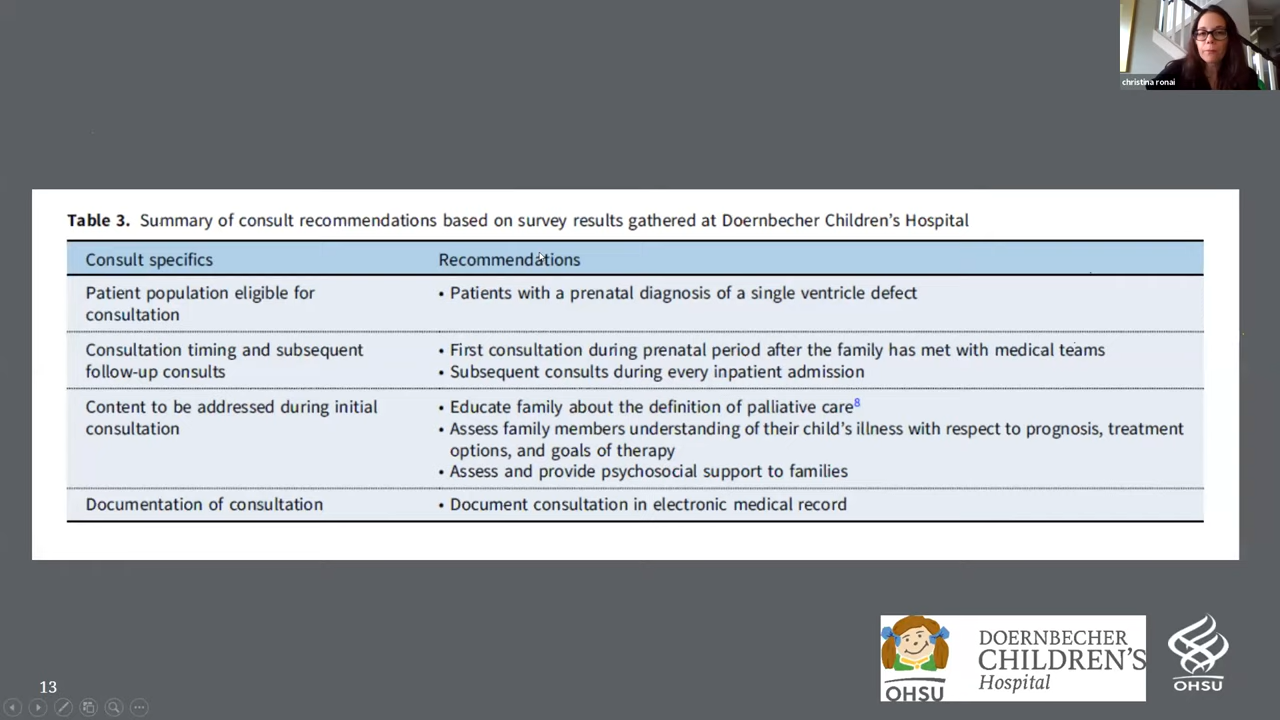 christina ronai
Table 3. Summary of consult recommendations based on survey results gathered at Doernbecher Children's Hospital
Consult specifics
Recommendations
Patient population eligible for
consultation
• Patients with a prenatal diagnosis of a single ventricle defect
Consultation timing and subsequent
follow-up consults
• First consultation during prenatal period after the family has met with medical teams
• Subsequent consults during every inpatient admission
Content to be addressed during initial
consultation
• Educate family about the definition of palliative care8
• Assess family members understanding of their child's illness with respect to prognosis, treatment
options, and goals of therapy
• Assess and provide psychosocial support to families
Documentation of consultation
• Document consultation in electronic medical record
OHSU
DOERNBECHER
CHILDREN'S
Hospital
OHSU
13